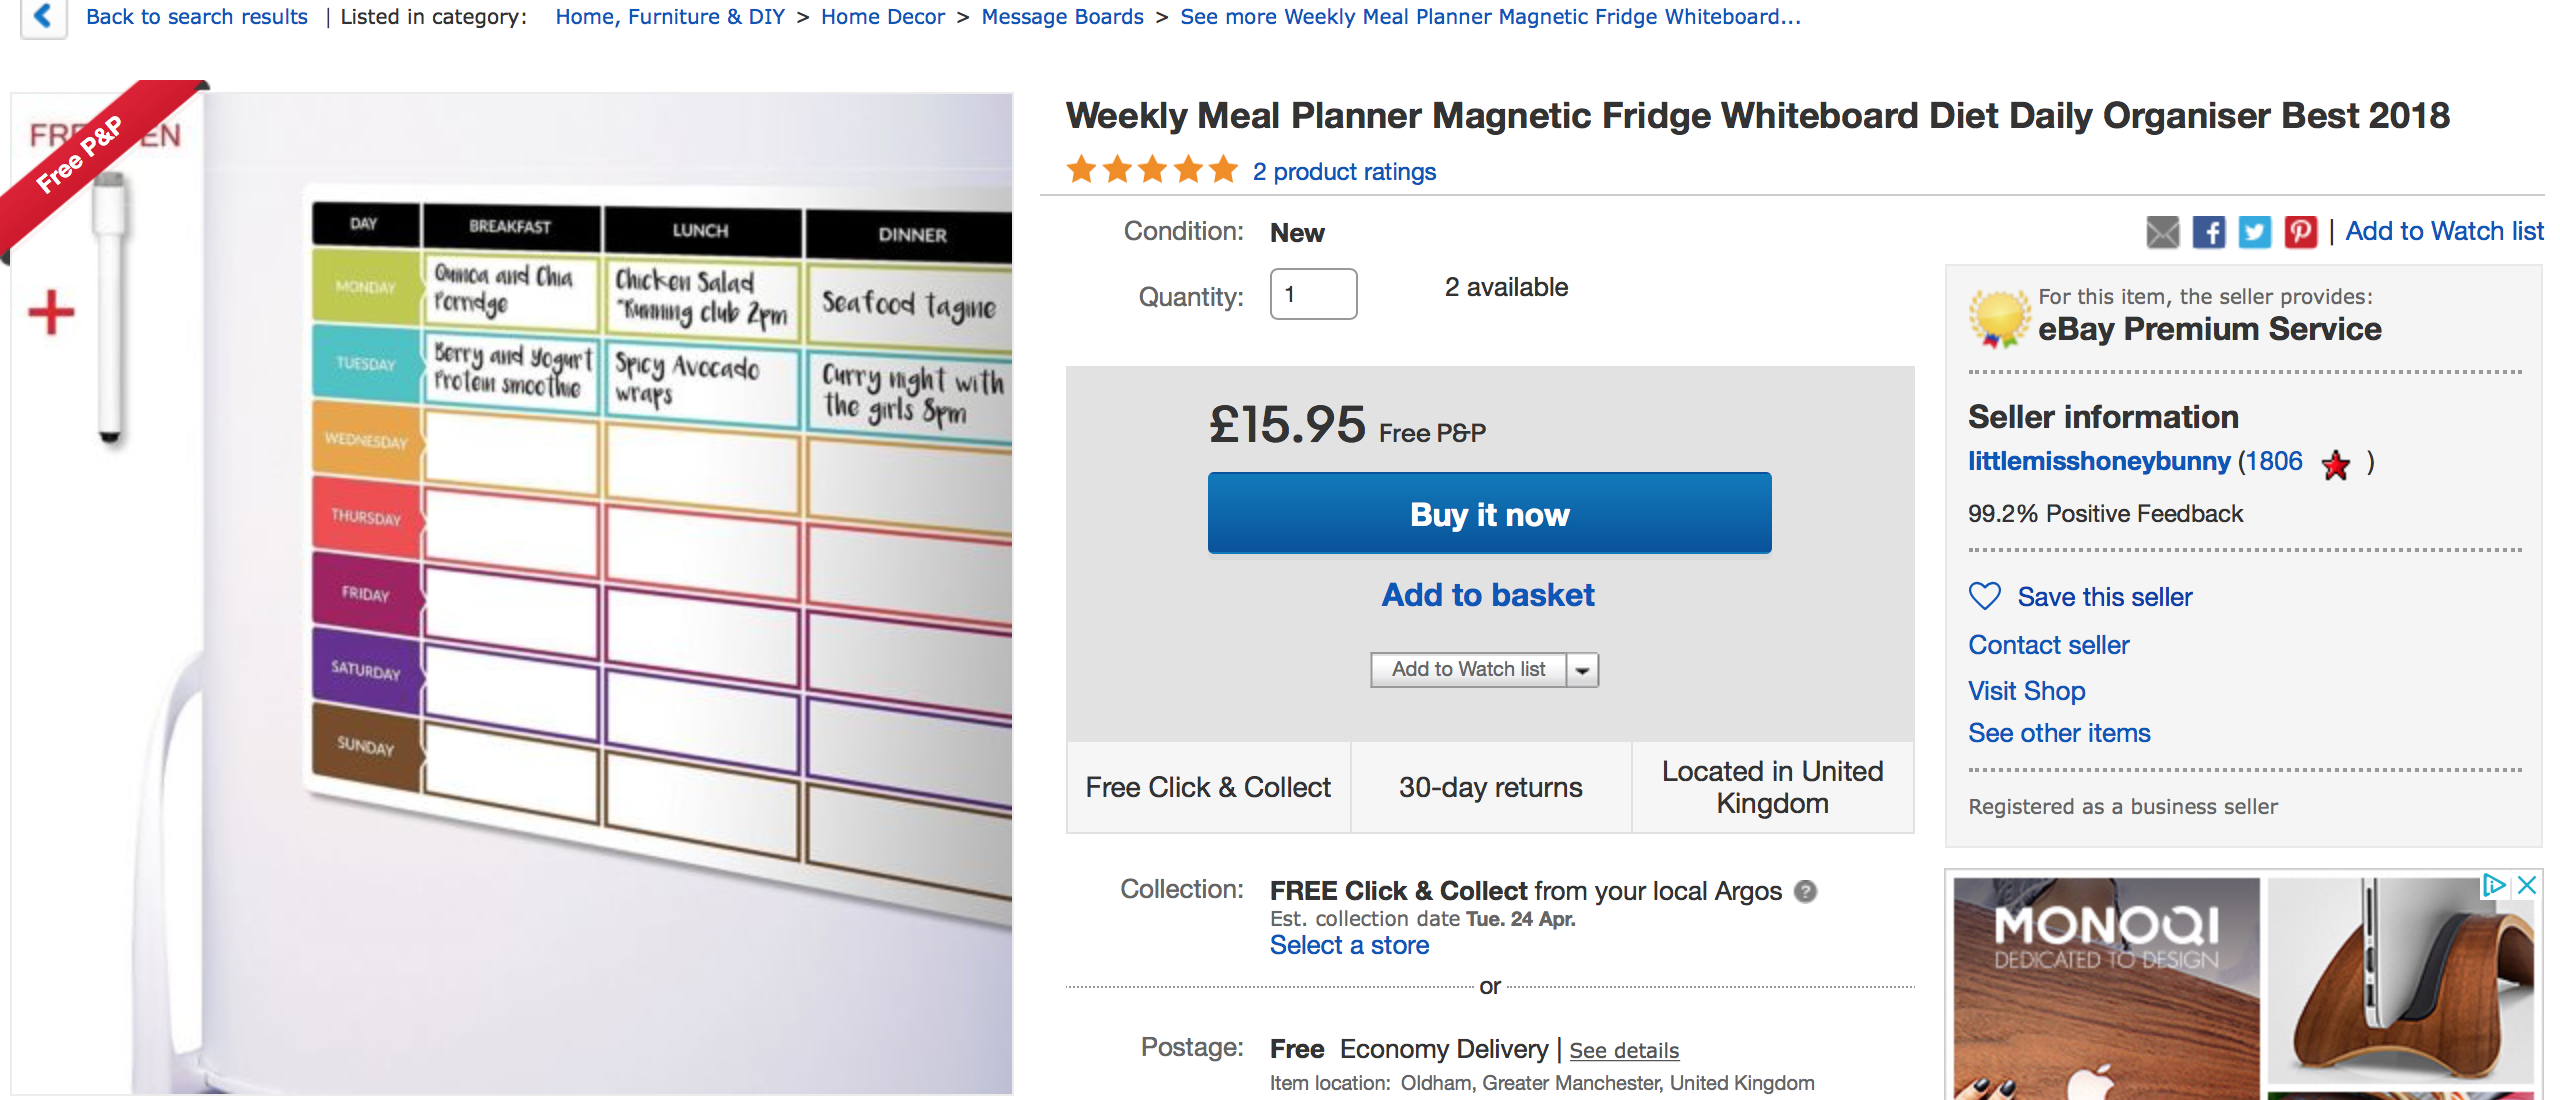 Back to search results | Listed in category: Home, Furniture & DIY > Home Decor > Message Boards > See more Weekly Meal Planner Magnetic Fridge Whiteboard...
Free P&P
+
DAY BREAKFAST LUNCH DINNER
MONDAY
Quinoa and Chia
Porridge
Chicken Salad
*Running club 2pm
Seafood tagine
TUESDAY
Berry and Yogurt
Protein smoothie
Spicy Avocado
wraps
Curry night with
the girls 8pm
WEDNESDAY
THURSDAY
FRIDAY
SATURDAY
SUNDAY
Weekly Meal Planner Magnetic Fridge Whiteboard Diet Daily Organiser Best 2018
2 product ratings
Condition: New
Quantity: 1 2 available
£15.95 Free P&P
Buy it now
Add to basket
Add to Watch list
Free Click & Collect
30-day returns
Located in United
Kingdom
Collection: FREE Click & Collect from your local Argos ?
Est. collection date Tue. 24 Apr.
Select a store
or
Postage: Free Economy Delivery | See details
Item location: Oldham, Greater Manchester, United Kingdom
| Add to Watch list
For this item, the seller provides:
eBay Premium Service
Seller information
littlemisshoneybunny (1806 )
99.2% Positive Feedback
Save this seller
Contact seller
Visit Shop
See other items
Registered as a business seller
MONOQI
DEDICATED TO DESIGN